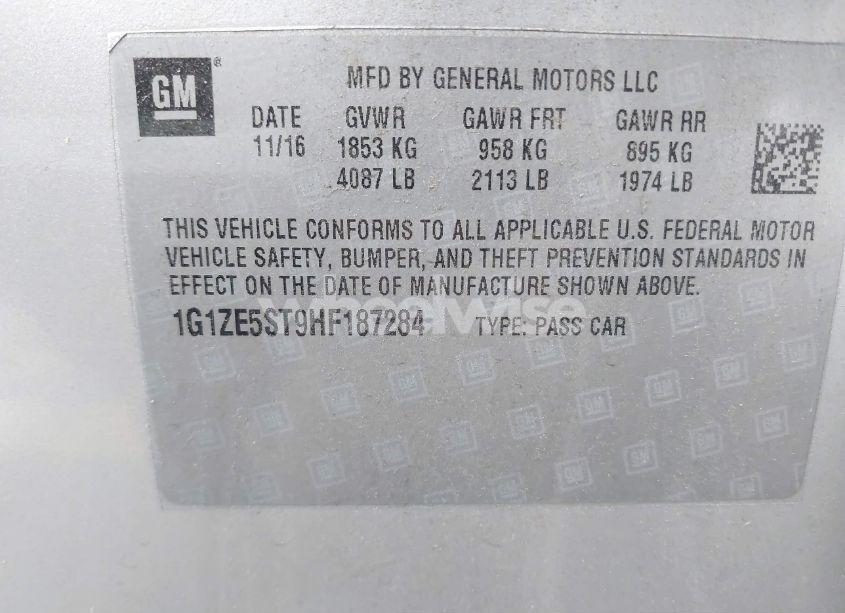 GM®
MFD BY GENERAL MOTORS LLC
DATE GVWR GAWR FRT GAWR RR
11/16 1853 KG 958 KG 895 KG
4087 LB 2113 LB 1974 LB
THIS VEHICLE CONFORMS TO ALL APPLICABLE U.S. FEDERAL MOTOR
VEHICLE SAFETY, BUMPER, AND THEFT PREVENTION STANDARDS IN
EFFECT ON THE DATE OF MANUFACTURE SHOWN ABOVE.
1G1ZE5ST9HF187284 TYPE: PASS CAR